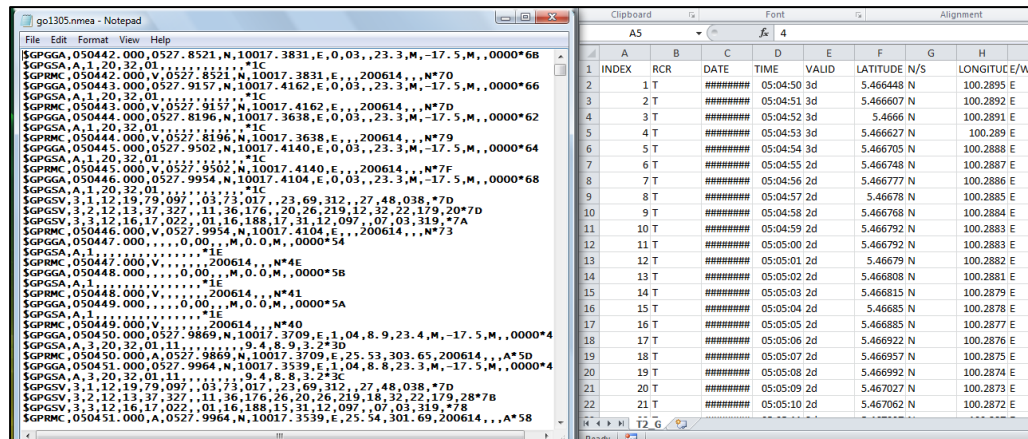 go1305.nmea - Notepad
File Edit Format View Help
$GPGGA,050442.000,0527.8521,N,10017.3831,E,0,03,,23.3,M,-17.5,M,,0000*6B
$GPGSA,A,1,20,32,01,,,,,,,,,,,,*1C
$GPRMC,050442.000,V,0527.8521,N,10017.3831,E,,,200614,,,N*70
$GPGGA,050443.000,0527.9157,N,10017.4162,E,0,03,,23.3,M,-17.5,M,,0000*66
$GPGSA,A,1,20,32,01,,,,,,,,,,,,*1C
$GPRMC,050443.000,V,0527.9157,N,10017.4162,E,,,200614,,,N*7D
$GPGGA,050444.000,0527.8196,N,10017.3638,E,0,03,,23.3,M,-17.5,M,,0000*62
$GPGSA,A,1,20,32,01,,,,,,,,,,,,*1C
$GPRMC,050444.000,V,0527.8196,N,10017.3638,E,,,200614,,,N*79
$GPGGA,050445.000,0527.9502,N,10017.4140,E,0,03,,23.3,M,-17.5,M,,0000*64
$GPGSA,A,1,20,32,01,,,,,,,,,,,,*1C
$GPRMC,050445.000,V,0527.9502,N,10017.4140,E,,,200614,,,N*7F
$GPGGA,050446.000,0527.9954,N,10017.4104,E,0,03,,23.3,M,-17.5,M,,0000*68
$GPGSA,A,1,20,32,01,,,,,,,,,,,,*1C
$GPGSV,3,1,12,19,79,097,,03,73,017,,23,69,312,,27,48,038,*7D
$GPGSV,3,2,12,13,37,327,,11,36,176,,20,26,219,12,32,22,179,20*7D
$GPGSV,3,3,12,16,17,022,,01,16,188,17,31,12,097,,07,03,319,*7A
$GPRMC,050446.000,V,0527.9954,N,10017.4104,E,,,200614,,,N*73
$GPGGA,050447.000,,,,,0,00,,,M,0.0,M,,0000*54
$GPGSA,A,1,,,,,,,,,,,,,,,*1E
$GPRMC,050447.000,V,,,,,,,200614,,,N*4E
$GPGGA,050448.000,,,,,0,00,,,M,0.0,M,,0000*5B
$GPGSA,A,1,,,,,,,,,,,,,,,*1E
$GPRMC,050448.000,V,,,,,,,200614,,,N*41
$GPGGA,050449.000,,,,,0,00,,,M,0.0,M,,0000*5A
$GPGSA,A,1,,,,,,,,,,,,,,,*1E
$GPRMC,050449.000,V,,,,,,,200614,,,N*40
$GPGGA,050450.000,0527.9869,N,10017.3709,E,1,04,8.9,23.4,M,-17.5,M,,0000*4
$GPGSA,A,3,20,32,01,11,,,,,,,,,9.4,8.9,3.2*3D
$GPRMC,050450.000,A,0527.9869,N,10017.3709,E,25.53,303.65,200614,,,A*5D
$GPGGA,050451.000,0527.9964,N,10017.3539,E,1,04,8.8,23.3,M,-17.5,M,,0000*4
$GPGSA,A,3,20,32,01,11,,,,,,,,,9.4,8.8,3.2*3C
$GPGSV,3,1,12,19,79,097,,03,73,017,,23,69,312,,27,48,038,*7D
$GPGSV,3,2,12,13,37,327,,11,36,176,26,20,26,219,18,32,22,179,28*7B
$GPGSV,3,3,12,16,17,022,,01,16,188,15,31,12,097,,07,03,319,*78
$GPRMC,050451.000,A,0527.9964,N,10017.3539,E,25.54,301.69,200614,,,A*58
Clipboard Font Alignment
A5 fx 4
A B C D E F G H
1 INDEX RCR DATE TIME VALID LATITUDE N/S LONGITUDE E/W
2 1 T ######## 05:04:50 3d 5.466448 N 100.2895 E
3 2 T ######## 05:04:51 3d 5.466607 N 100.2892 E
4 3 T ######## 05:04:52 3d 5.4666 N 100.2891 E
5 4 T ######## 05:04:53 3d 5.466627 N 100.289 E
6 5 T ######## 05:04:54 3d 5.466705 N 100.2888 E
7 6 T ######## 05:04:55 2d 5.466748 N 100.2887 E
8 7 T ######## 05:04:56 2d 5.466777 N 100.2886 E
9 8 T ######## 05:04:57 2d 5.46678 N 100.2885 E
10 9 T ######## 05:04:58 2d 5.466768 N 100.2884 E
11 10 T ######## 05:04:59 2d 5.466792 N 100.2883 E
12 11 T ######## 05:05:00 2d 5.466792 N 100.2883 E
13 12 T ######## 05:05:01 2d 5.46679 N 100.2882 E
14 13 T ######## 05:05:02 2d 5.466808 N 100.2881 E
15 14 T ######## 05:05:03 2d 5.466815 N 100.2879 E
16 15 T ######## 05:05:04 2d 5.46685 N 100.2878 E
17 16 T ######## 05:05:05 2d 5.466885 N 100.2877 E
18 17 T ######## 05:05:06 2d 5.466922 N 100.2876 E
19 18 T ######## 05:05:07 2d 5.466957 N 100.2875 E
20 19 T ######## 05:05:08 2d 5.466992 N 100.2874 E
21 20 T ######## 05:05:09 2d 5.467027 N 100.2873 E
22 21 T ######## 05:05:10 2d 5.467062 N 100.2872 E
T2_G
Ready